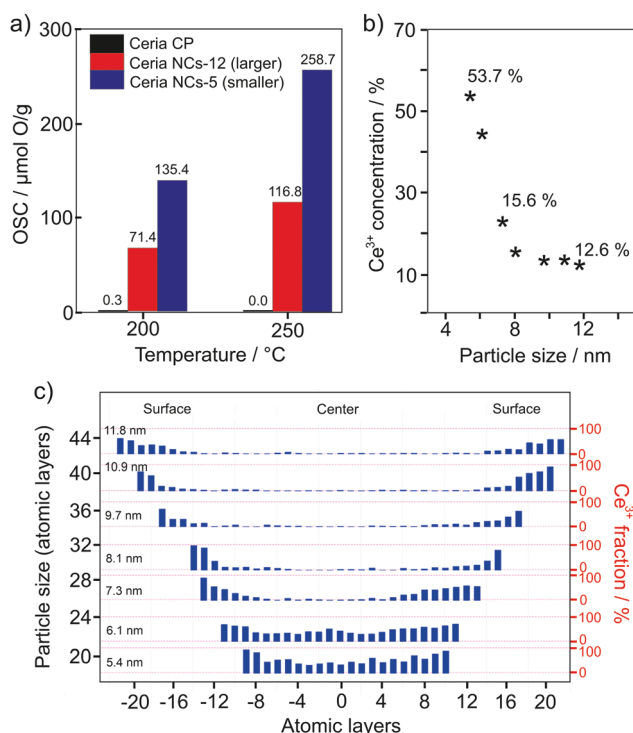 a)
Ceria CP
Ceria NCs-12 (larger)
Ceria NCs-5 (smaller)
300
200
100
0
OSC / µmol O/g
0.3
71.4
135.4
0.0
116.8
258.7
200
250
Temperature / °C
b)
70
50
30
10
Ce³⁺ concentration / %
53.7 %
15.6 %
12.6 %
4
8
12
Particle size / nm
c)
Surface
Center
Surface
Particle size (atomic layers)
44
40
36
32
28
24
20
11.8 nm
10.9 nm
9.7 nm
8.1 nm
7.3 nm
6.1 nm
5.4 nm
100
0
100
0
100
0
100
0
100
0
100
0
100
0
Ce³⁺ fraction / %
-20 -16 -12 -8 -4 0 4 8 12 16 20
Atomic layers